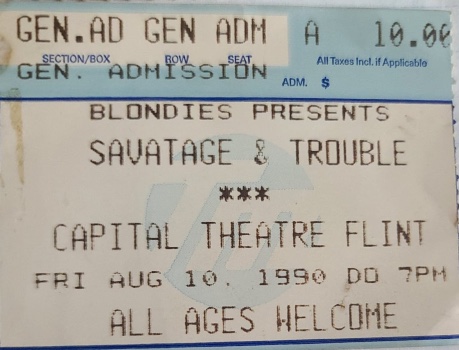 GEN.AD GEN ADM A 10.00
SECTION/BOX ROW SEAT All Taxes Incl. if Applicable
GEN. ADMISSION ADM. $
BLONDIES PRESENTS
SAVATAGE & TROUBLE
***
CAPITAL THEATRE FLINT
FRI AUG 10. 1990 DO 7PM
ALL AGES WELCOME